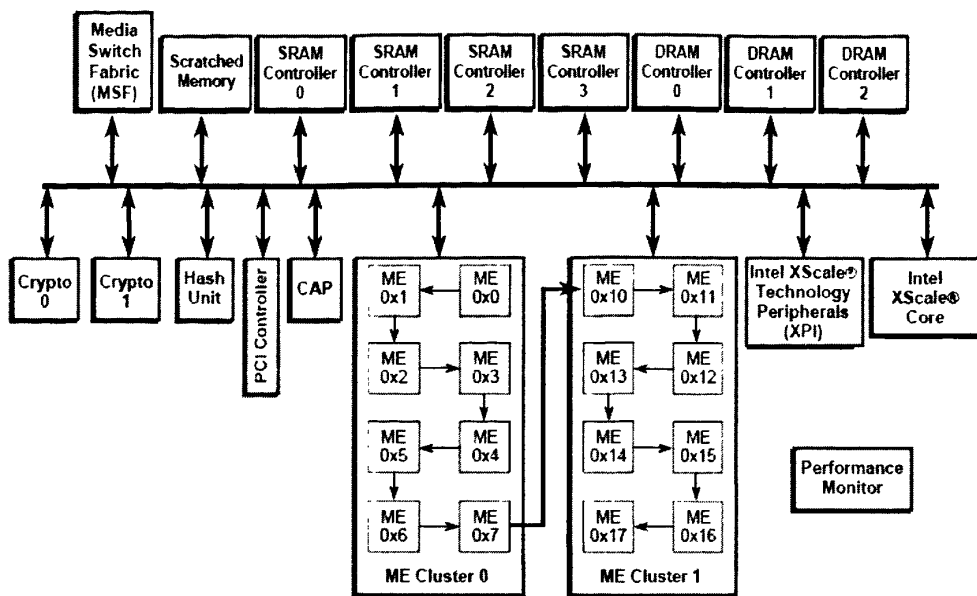 Media
Switch
Fabric
(MSF)
Scratched
Memory
SRAM
Controller
0
SRAM
Controller
1
SRAM
Controller
2
SRAM
Controller
3
DRAM
Controller
0
DRAM
Controller
1
DRAM
Controller
2
Crypto
0
Crypto
1
Hash
Unit
PCI Controller
CAP
ME
0x1
ME
0x0
ME
0x2
ME
0x3
ME
0x5
ME
0x4
ME
0x6
ME
0x7
ME Cluster 0
ME
0x10
ME
0x11
ME
0x13
ME
0x12
ME
0x14
ME
0x15
ME
0x17
ME
0x16
ME Cluster 1
Intel XScale®
Technology
Peripherals
(XPI)
Intel
XScale®
Core
Performance
Monitor